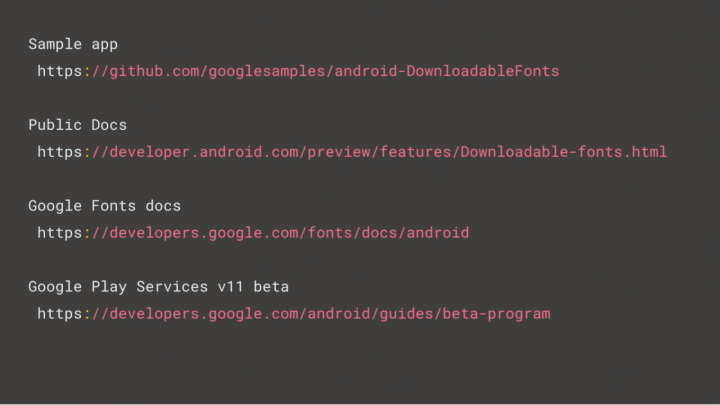 Sample app
https://github.com/googlesamples/android-DownloadableFonts
Public Docs
https://developer.android.com/preview/features/Downloadable-fonts.html
Google Fonts docs
https://developers.google.com/fonts/docs/android
Google Play Services v11 beta
https://developers.google.com/android/guides/beta-program